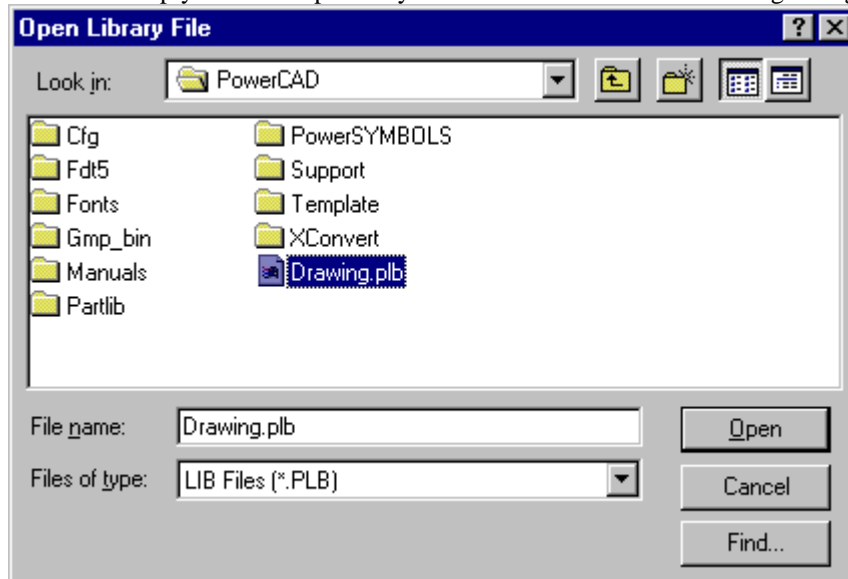 Open Library File
Look in: PowerCAD
Cfg PowerSYMBOLS
Fdt5 Support
Fonts Template
Gmp_bin XConvert
Manuals Drawing.plb
Partlib
File name: Drawing.plb Open
Files of type: LIB Files (*.PLB) Cancel
Find...